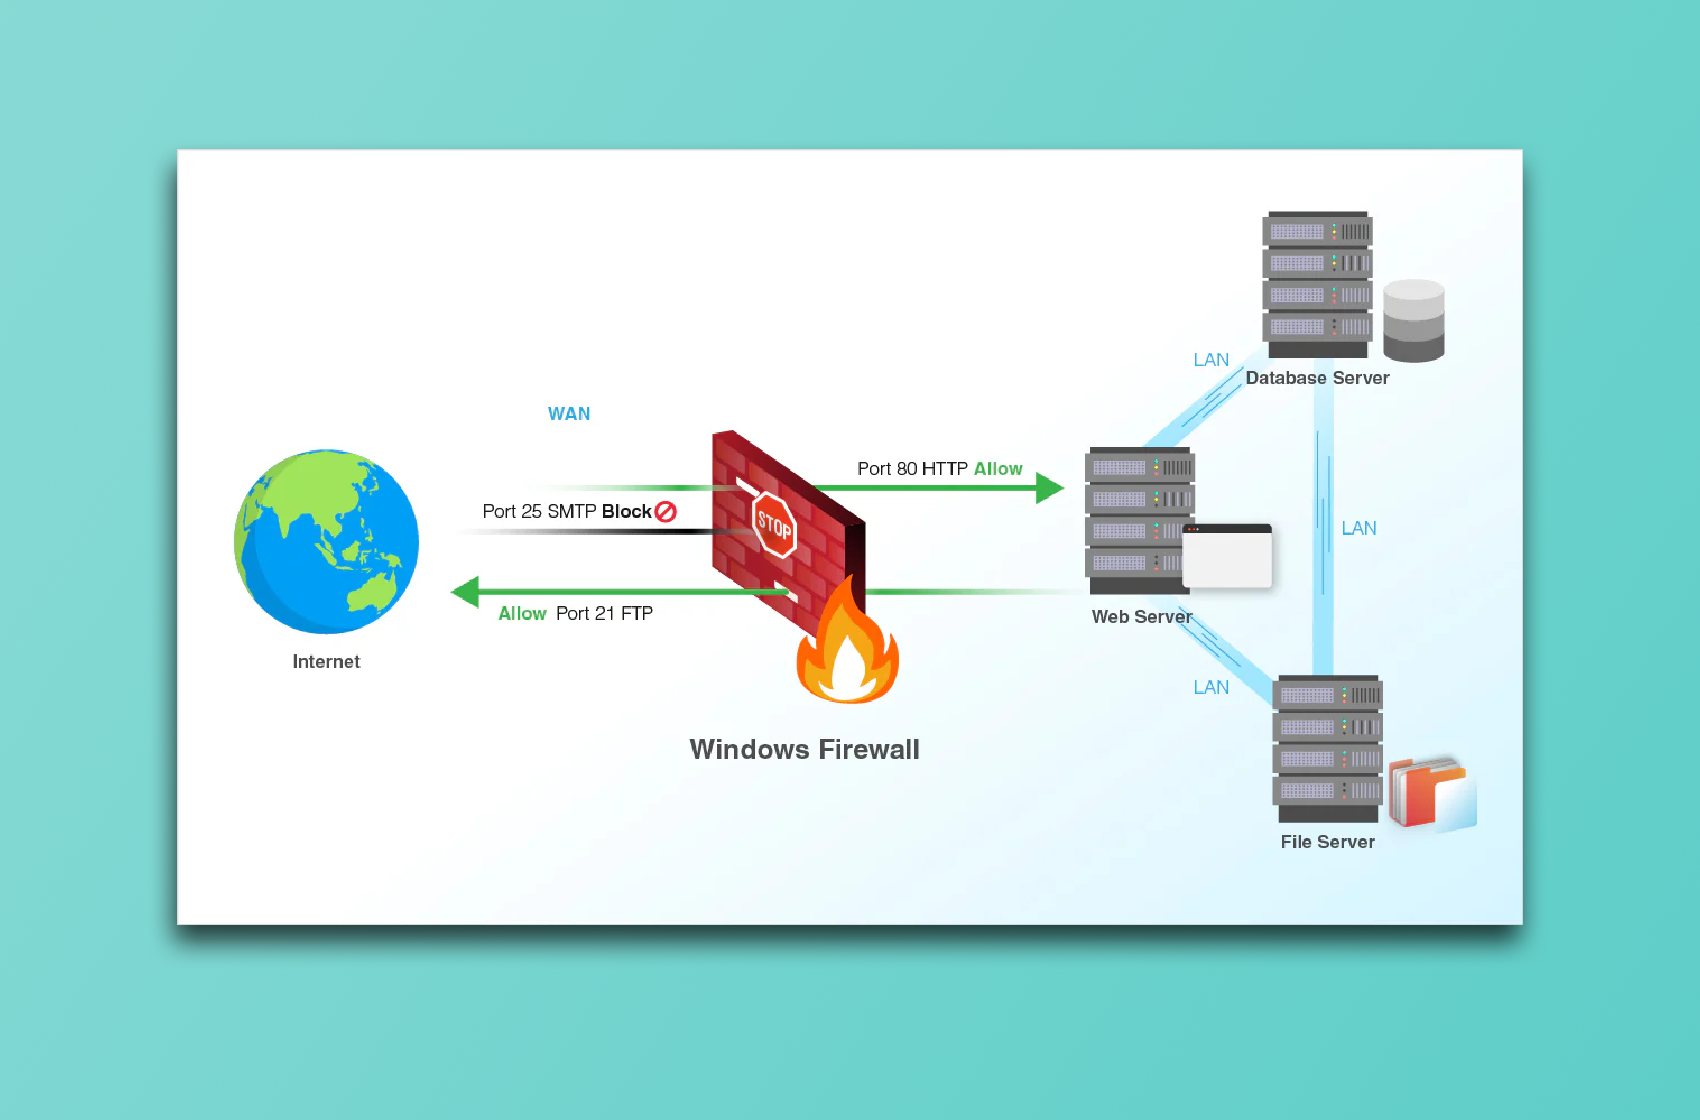 LAN
Database Server
WAN
Port 80 HTTP Allow
Port 25 SMTP Block
STOP
LAN
Allow Port 21 FTP
Web Server
Internet
LAN
Windows Firewall
File Server